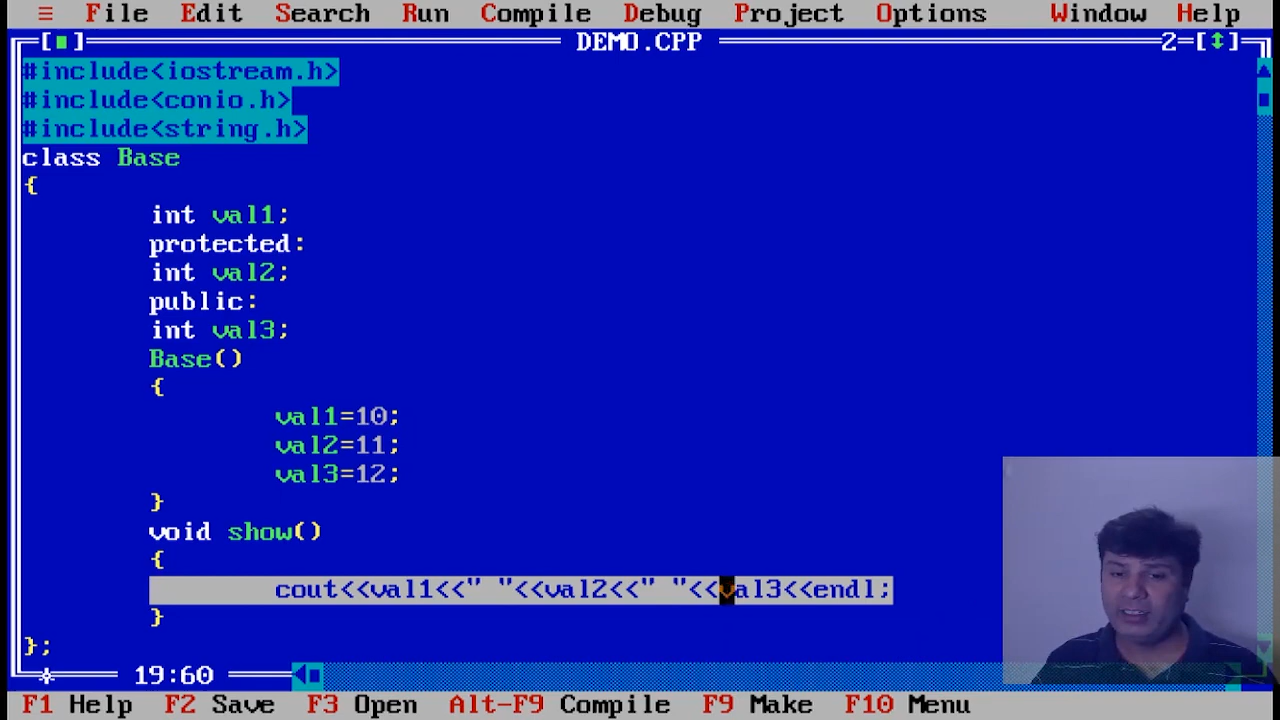 ≡ File Edit Search Run Compile Debug Project Options Window Help
[■] DEMO.CPP 2=[↕]
#include<iostream.h>
#include<conio.h>
#include<string.h>
class Base
{
int val1;
protected:
int val2;
public:
int val3;
Base()
{
val1=10;
val2=11;
val3=12;
}
void show()
{
cout<<val1<<" "<<val2<<" "<<val3<<endl;
}
};
19:60
F1 Help F2 Save F3 Open Alt-F9 Compile F9 Make F10 Menu